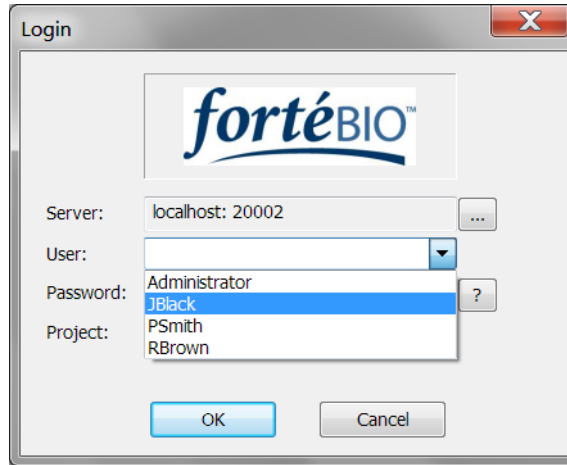 Login
X
fortéBIO™
Server: localhost: 20002 ...
User:
Administrator
Password: JBlack ?
PSmith
Project: RBrown
OK Cancel